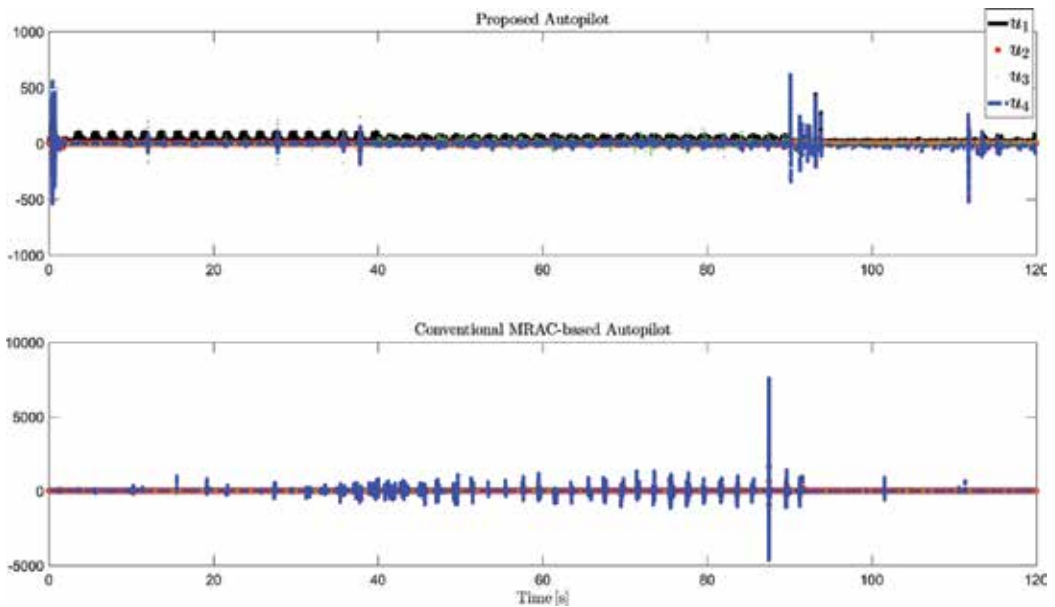 Proposed Autopilot
1000
500
0
-500
-1000
0 20 40 60 80 100 120
u1
u2
u3
u4
Conventional MRAC-based Autopilot
10000
5000
0
-5000
0 20 40 60 80 100 120
Time [s]